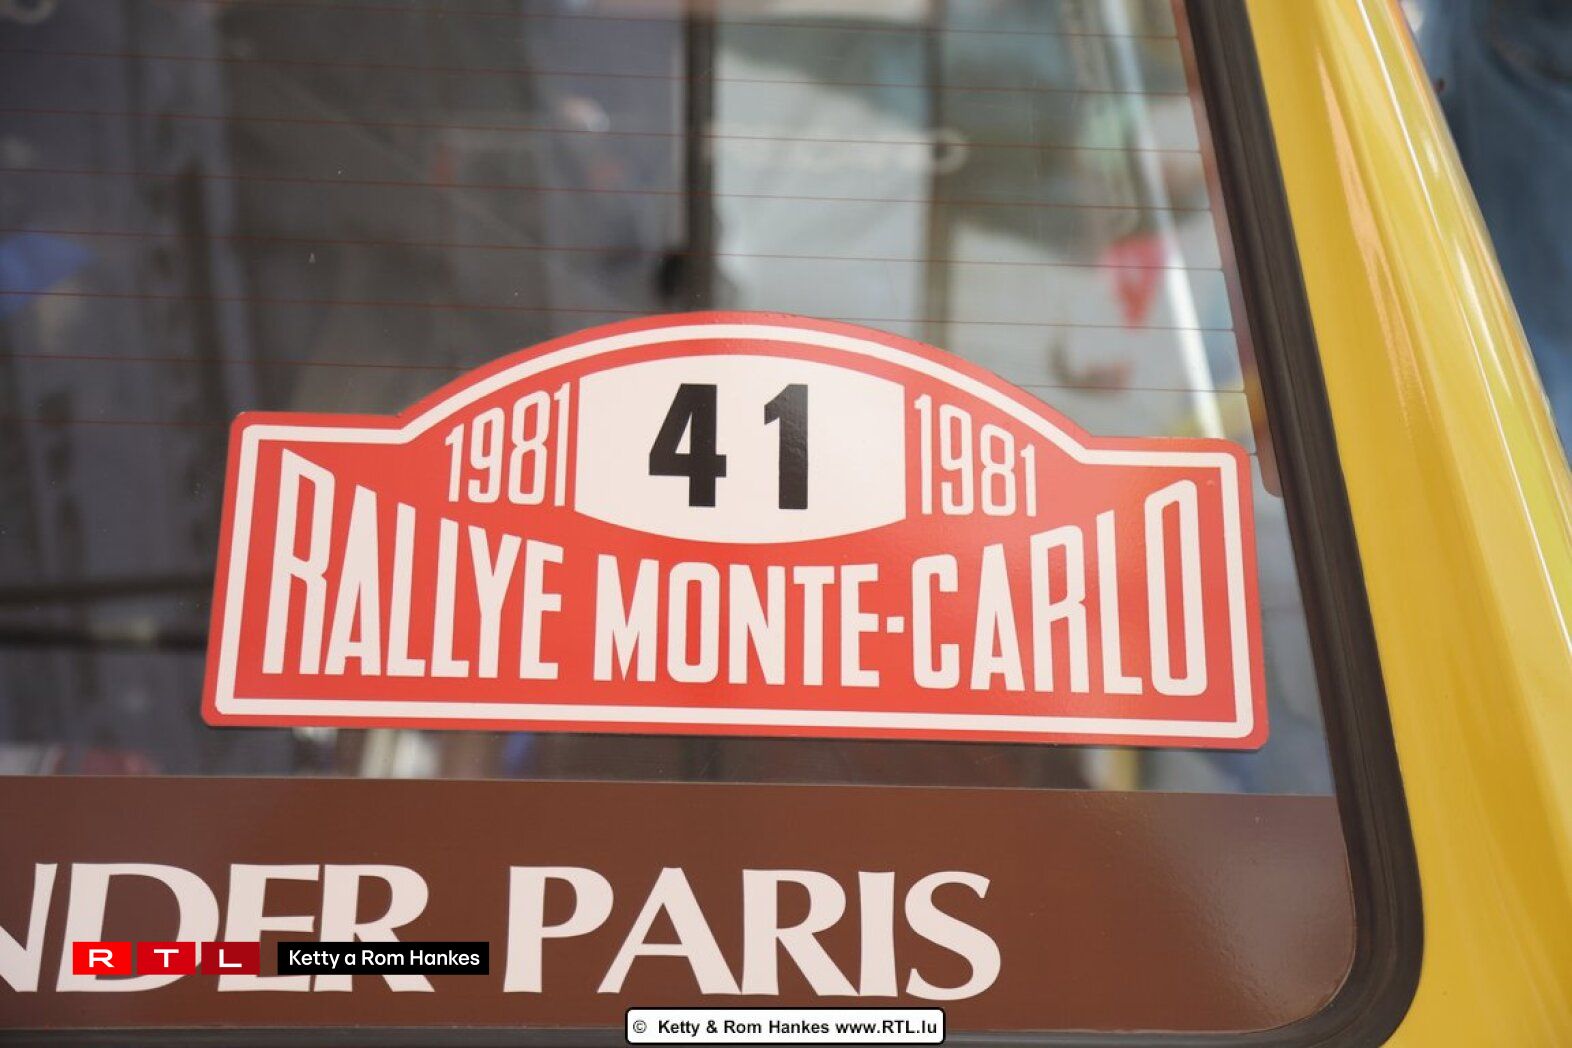 1981 41 1981
RALLYE MONTE-CARLO
NDER PARIS
RTL Ketty a Rom Hankes
© Ketty & Rom Hankes www.RTL.lu